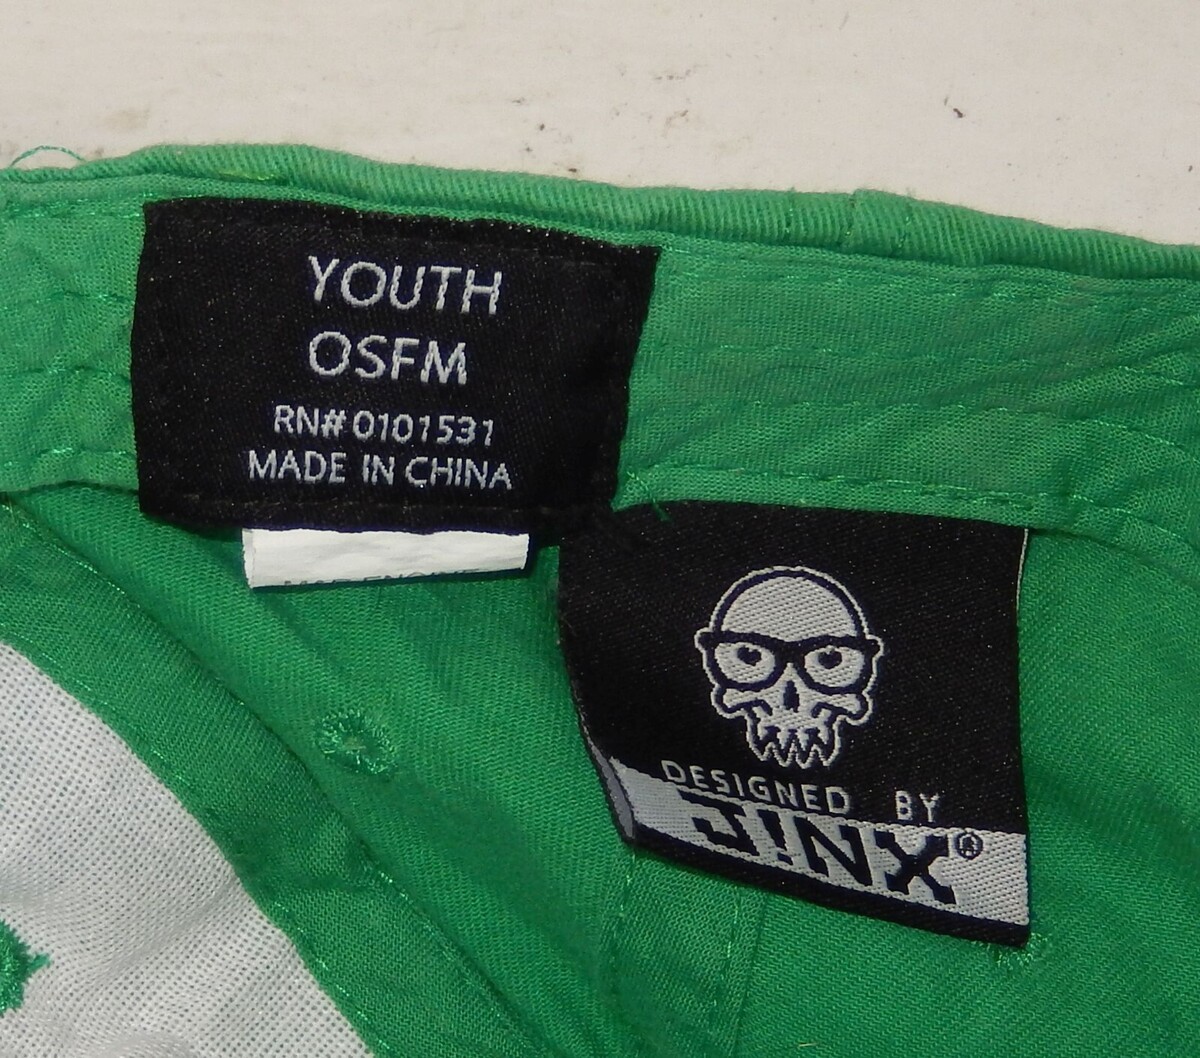 YOUTH
OSFM
RN# 0101531
MADE IN CHINA
DESIGNED BY
J!NX®